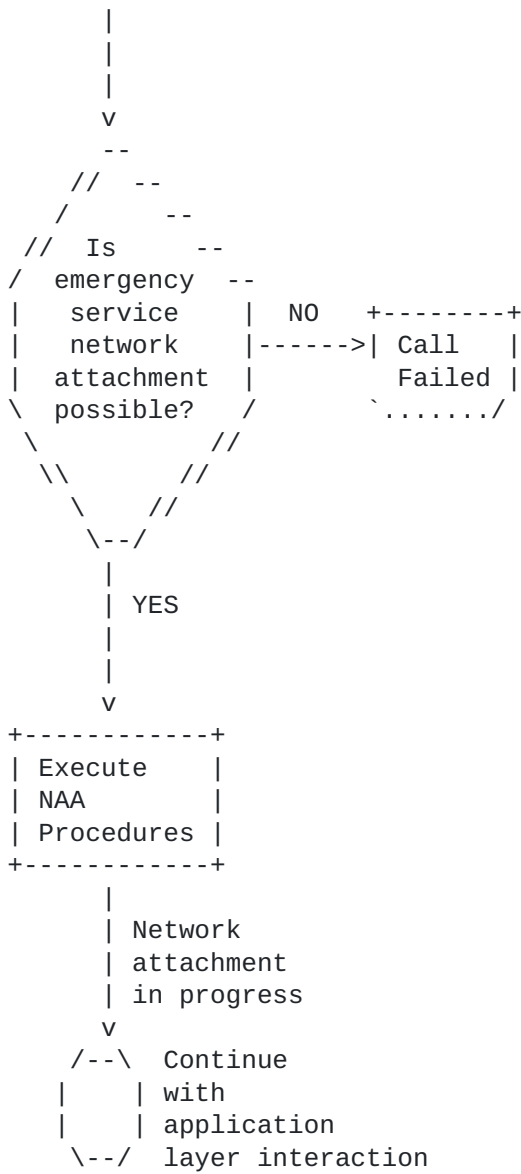 Is
emergency
service NO
network Call
attachment Failed
possible?
YES
Execute
NAA
Procedures
Network
attachment
in progress
Continue
with
application
layer interaction